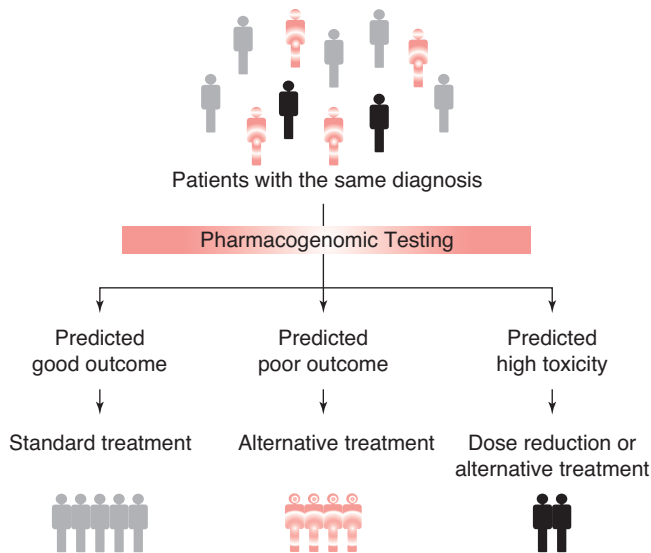 Patients with the same diagnosis
Pharmacogenomic Testing
Predicted
good outcome
Predicted
poor outcome
Predicted
high toxicity
Standard treatment
Alternative treatment
Dose reduction or
alternative treatment